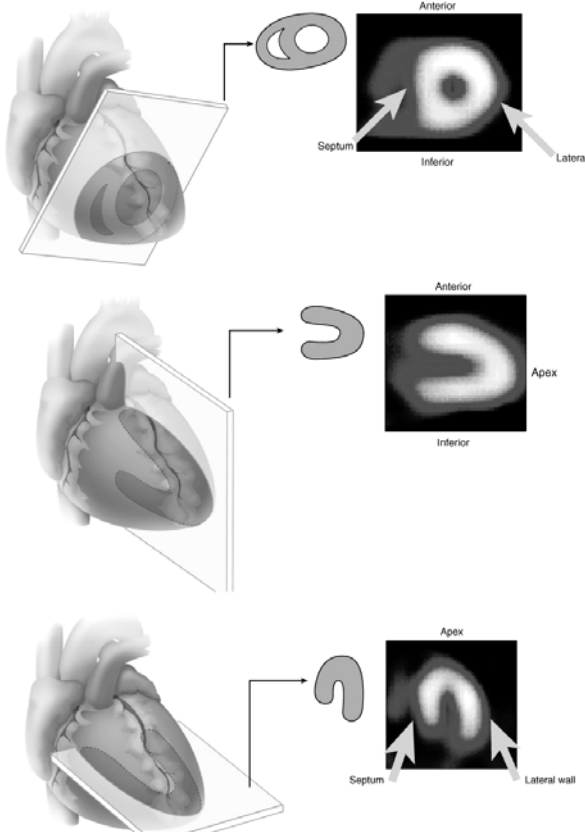 Anterior
Septum
Latera
Inferior
Anterior
Apex
Inferior
Apex
Septum
Lateral wall